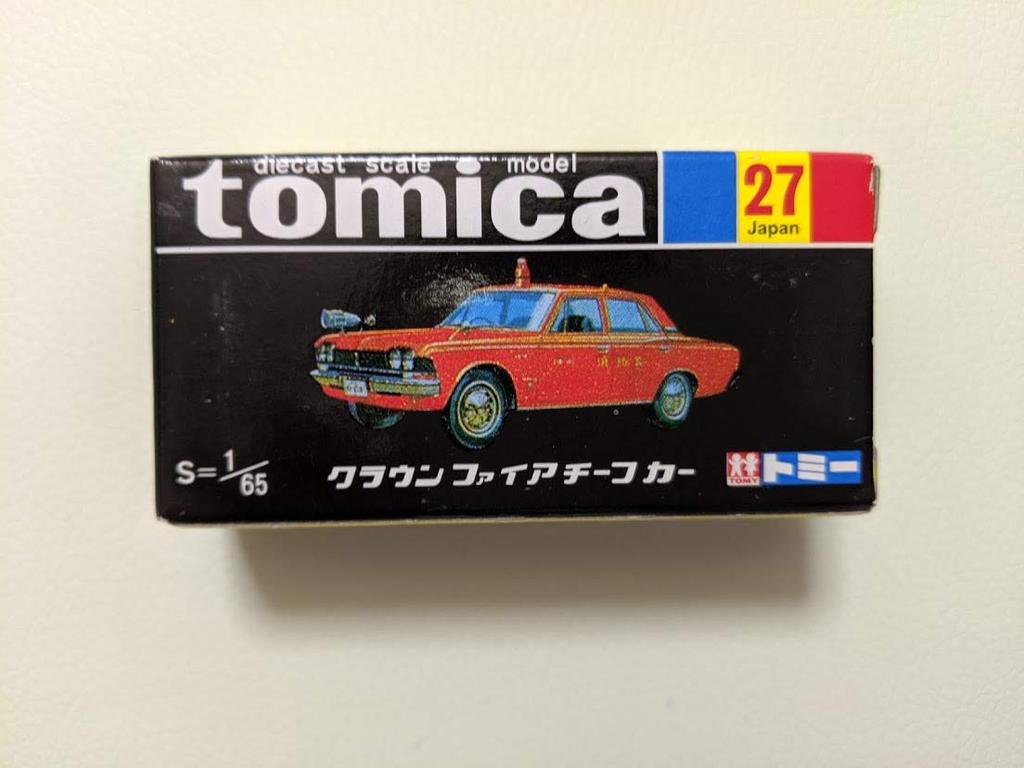 diecast scale model
tomica
27
Japan
S=1/65
クラウン ファイアチーフカー
TOMY
トミー